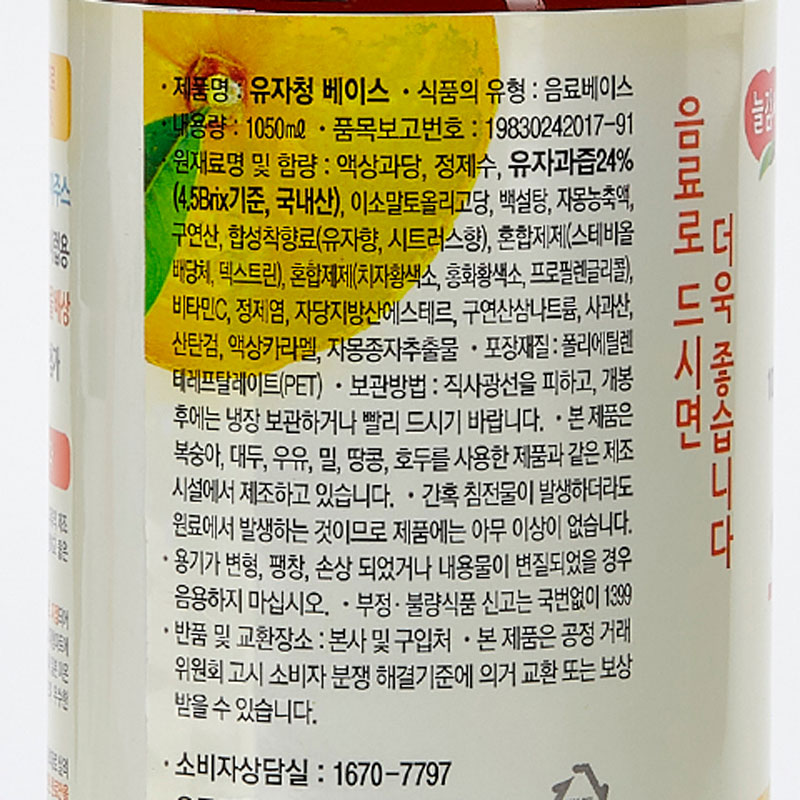 · 제품명 : 유자청 베이스 · 식품의 유형 : 음료베이스
· 내용량 : 1050㎖ · 품목보고번호 : 19830242017-91
· 원재료명 및 함량 : 액상과당, 정제수, 유자과즙24%
(4.5Brix기준, 국내산), 이소말토올리고당, 백설탕, 자몽농축액,
구연산, 합성착향료(유자향, 시트러스향), 혼합제제(스테비올
배당체, 덱스트린), 혼합제제(치자황색소, 홍화황색소, 프로필렌글리콜),
비타민C, 정제염, 자당지방산에스테르, 구연산삼나트륨, 사과산,
산탄검, 액상카라멜, 자몽종자추출물 · 포장재질 : 폴리에틸렌
테레프탈레이트(PET) · 보관방법 : 직사광선을 피하고, 개봉
후에는 냉장 보관하거나 빨리 드시기 바랍니다. · 본 제품은
복숭아, 대두, 우유, 밀, 땅콩, 호두를 사용한 제품과 같은 제조
시설에서 제조하고 있습니다. · 간혹 침전물이 발생하더라도
원료에서 발생하는 것이므로 제품에는 아무 이상이 없습니다.
· 용기가 변형, 팽창, 손상 되었거나 내용물이 변질되었을 경우
음용하지 마십시오. · 부정·불량식품 신고는 국번없이 1399
· 반품 및 교환장소 : 본사 및 구입처 · 본 제품은 공정 거래
위원회 고시 소비자 분쟁 해결기준에 의거 교환 또는 보상
받을 수 있습니다.
· 소비자상담실 : 1670-7797
음료로 드시면
더욱 좋습니다